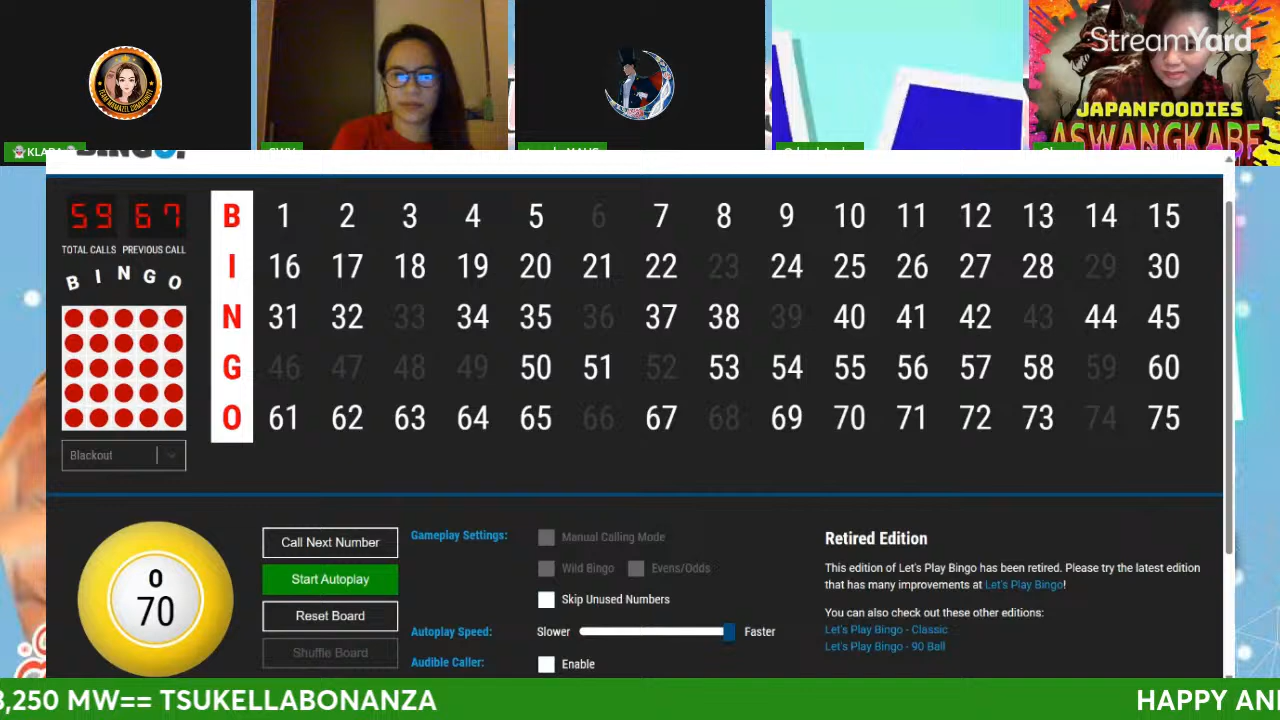 StreamYard
TEAM MAMAZEL COMMUNITY
JAPANFOODIES
BINGO!
59 67
TOTAL CALLS PREVIOUS CALL
B I N G O
Blackout
B 1 2 3 4 5 6 7 8 9 10 11 12 13 14 15
I 16 17 18 19 20 21 22 23 24 25 26 27 28 29 30
N 31 32 33 34 35 36 37 38 39 40 41 42 43 44 45
G 46 47 48 49 50 51 52 53 54 55 56 57 58 59 60
O 61 62 63 64 65 66 67 68 69 70 71 72 73 74 75
O
70
Call Next Number
Start Autoplay
Reset Board
Shuffle Board
Gameplay Settings:
Manual Calling Mode
Wild Bingo Evens/Odds
Skip Unused Numbers
Autoplay Speed: Slower Faster
Audible Caller: Enable
Retired Edition
This edition of Let's Play Bingo has been retired. Please try the latest edition
that has many improvements at Let's Play Bingo!
You can also check out these other editions:
Let's Play Bingo - Classic
Let's Play Bingo - 90 Ball
3,250 MW== TSUKELLABONANZA
HAPPY AN